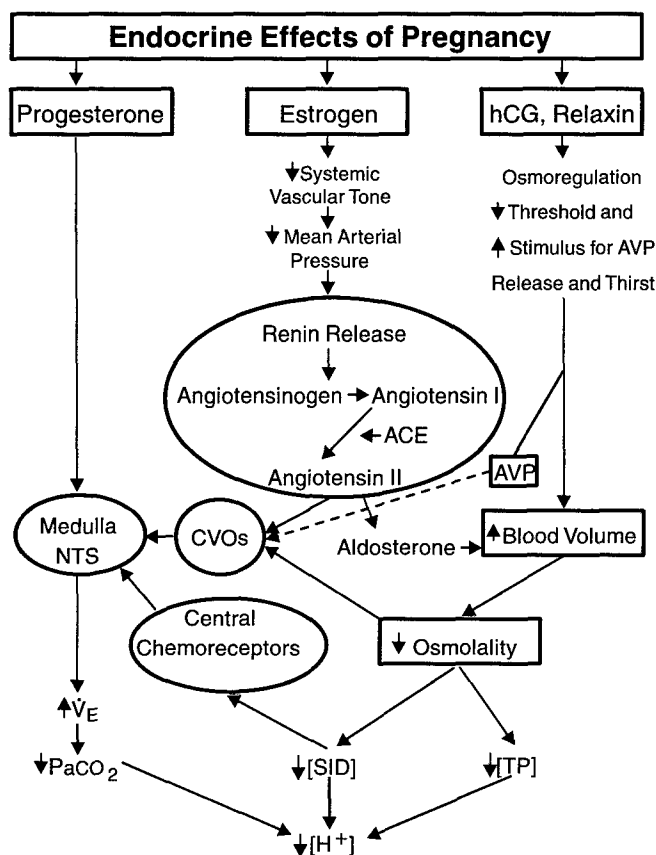 Endocrine Effects of Pregnancy
Progesterone
Estrogen
hCG, Relaxin
↓Systemic
Vascular Tone
↓ Mean Arterial
Pressure
Osmoregulation
↓ Threshold and
↑ Stimulus for AVP
Release and Thirst
Renin Release
Angiotensinogen → Angiotensin I
← ACE
Angiotensin II
AVP
Medulla
NTS
CVOs
Aldosterone
↑Blood Volume
Central
Chemoreceptors
↓ Osmolality
↑V̇E
↓PaCO2
↓[SID]
↓[TP]
↓[H+]